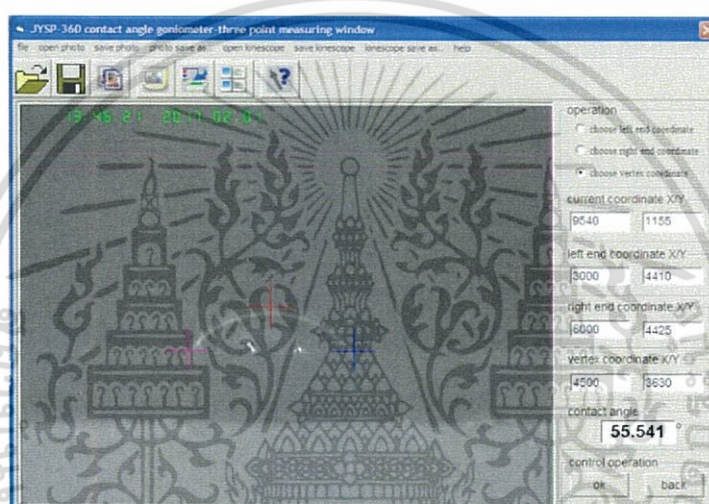 JYSP-360 contact angle goniometer-three point measuring window
file open photo save photo photo save as... open kinescope save kinescope kinescope save as... help
19:46:21 2017.02.01
operation
choose left end coordinate
choose right end coordinate
choose vertex coordinate
current coordinate X/Y
9540 1155
left end coordinate X/Y
3000 4410
right end coordinate X/Y
6000 4425
vertex coordinate X/Y
4500 3630
contact angle
55.541 °
control operation
ok back